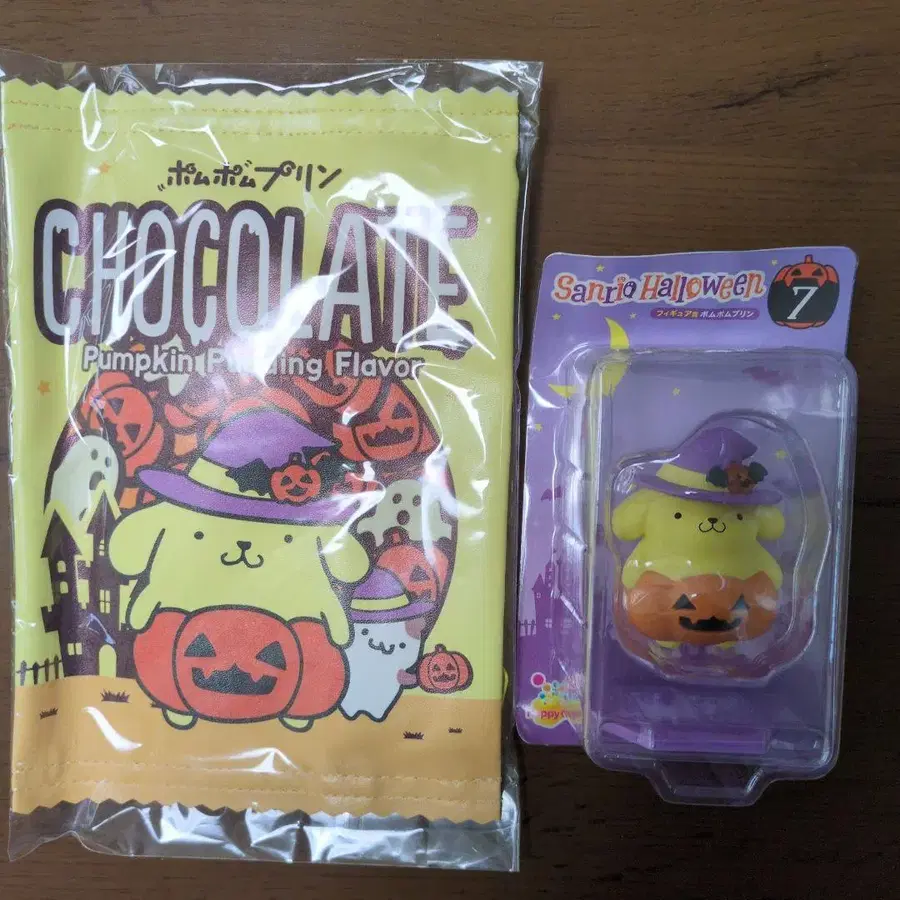 ポムポムプリン
CHOCOLATE
Pumpkin Pudding Flavor
Sanrio Halloween
7
フィギュア賞 ポムポムプリン